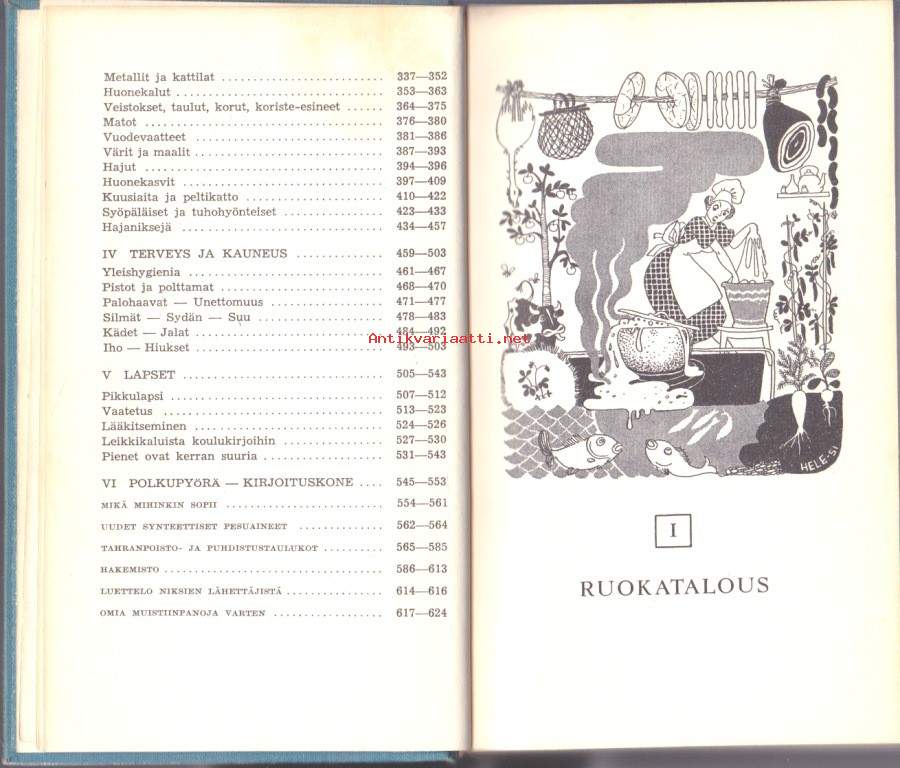 Metallit ja kattilat ........................ 337—352
Huonekalut ............................... 353—363
Veistokset, taulut, korut, koriste-esineet ...... 364—375
Matot .................................... 376—380
Vuodevaatteet ............................ 381—386
Värit ja maalit ............................ 387—393
Hajut .................................... 394—396
Huonekasvit .............................. 397—409
Kuusiaita ja peltikatto ..................... 410—422
Syöpäläiset ja tuhohyönteiset ............... 423—433
Hajaniksejä ............................... 434—457
IV TERVEYS JA KAUNEUS ............. 459—503
Yleishygienia ............................. 461—467
Pistot ja polttamat ........................ 468—470
Palohaavat — Unettomuus ................. 471—477
Silmät — Sydän — Suu ................... 478—483
Kädet — Jalat ............................ 484—492
Antikvariaatti.net
Iho — Hiukset ............................ 493—503
V LAPSET .............................. 505—543
Pikkulapsi ................................ 507—512
Vaatetus ................................. 513—523
Lääkitseminen ............................ 524—526
Leikkikaluista koulukirjoihin ............... 527—530
Pienet ovat kerran suuria .................. 531—543
VI POLKUPYÖRÄ — KIRJOITUSKONE .... 545—553
MIKÄ MIHINKIN SOPII ........................ 554—561
UUDET SYNTEETTISET PESUAINEET .............. 562—564
TAHRANPOISTO- JA PUHDISTUSTAULUKOT .......... 565—585
HAKEMISTO ................................. 586—613
LUETTELO NIKSIEN LÄHETTÄJISTÄ ................ 614—616
OMIA MUISTIINPANOJA VARTEN .................. 617—624
HELE-SI
I
RUOKATALOUS